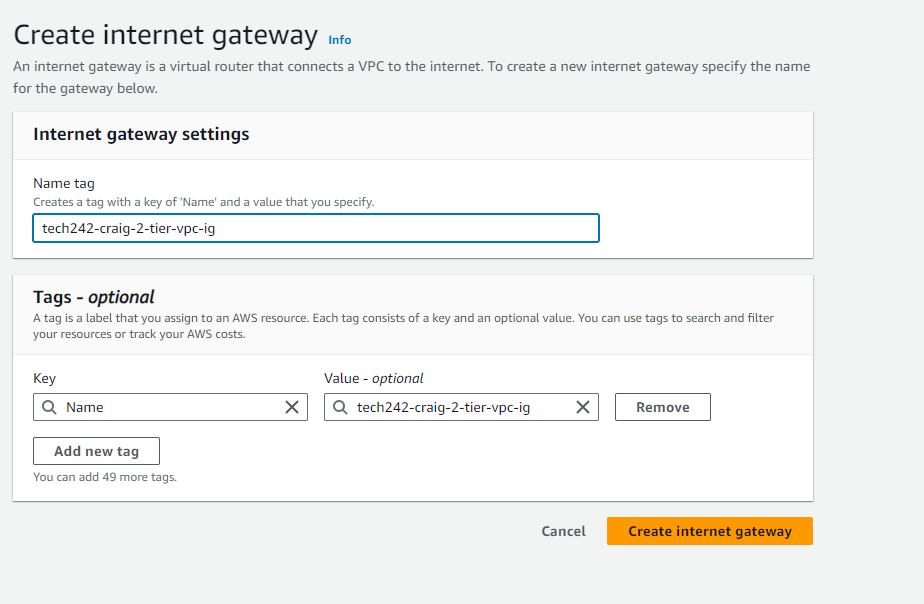 Create internet gateway Info
An internet gateway is a virtual router that connects a VPC to the internet. To create a new internet gateway specify the name
for the gateway below.
Internet gateway settings
Name tag
Creates a tag with a key of 'Name' and a value that you specify.
tech242-craig-2-tier-vpc-ig
Tags - optional
A tag is a label that you assign to an AWS resource. Each tag consists of a key and an optional value. You can use tags to search and filter
your resources or track your AWS costs.
Key Value - optional
Name tech242-craig-2-tier-vpc-ig Remove
Add new tag
You can add 49 more tags.
Cancel Create internet gateway